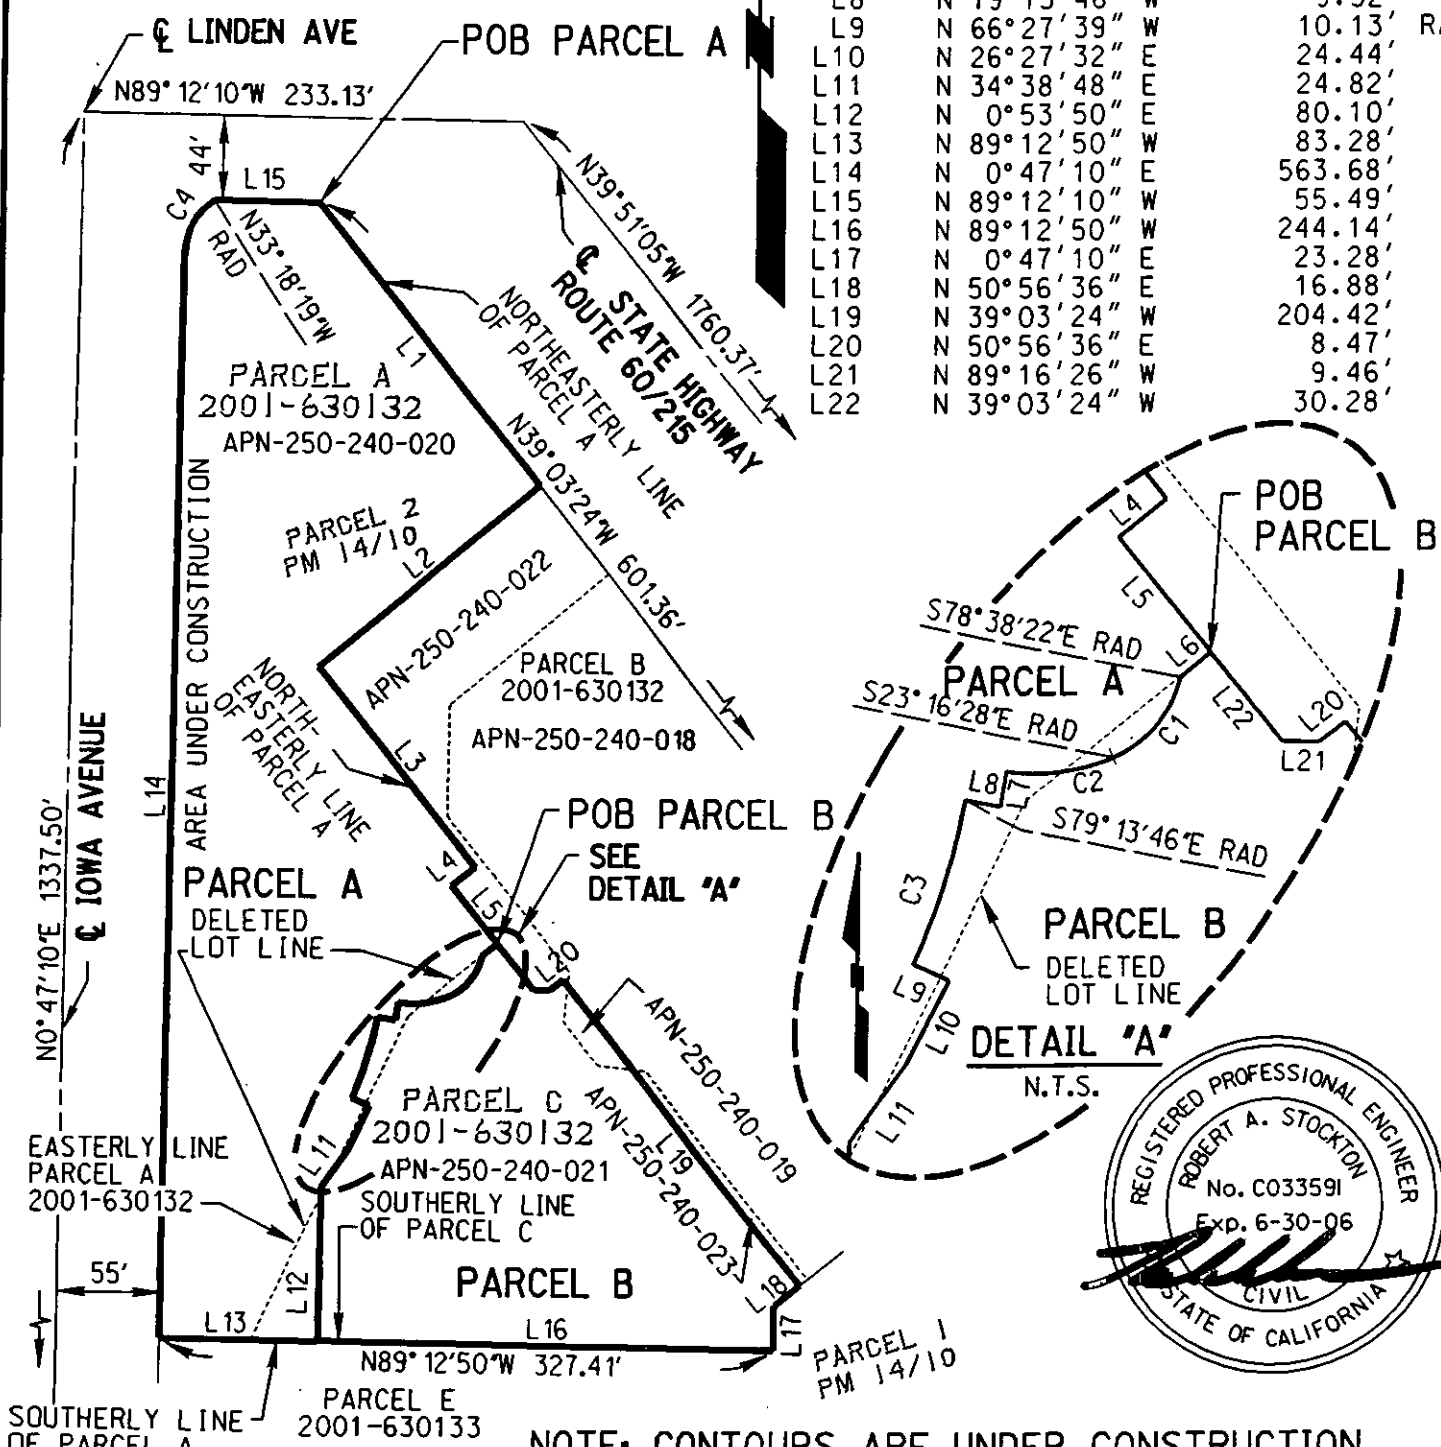 ℄ LINDEN AVE
POB PARCEL A
N89°12'10"W 233.13'
44'
L15
C4
N33°18'19"W
RAD
N39°51'05"W 1760.37'
℄ STATE HIGHWAY
ROUTE 60/215
NORTHEASTERLY LINE
OF PARCEL A
L1
PARCEL A
2001-630132
APN-250-240-020
N39°03'24"W 601.36'
PARCEL 2
PM 14/10
L2
APN-250-240-022
AREA UNDER CONSTRUCTION
PARCEL B
2001-630132
APN-250-240-018
NORTH-
EASTERLY LINE
OF PARCEL A
L3
L14
℄ IOWA AVENUE
N0°47'10"E 1337.50'
POB PARCEL B
SEE
DETAIL "A"
L4
L5
L20
PARCEL A
DELETED
LOT LINE
APN-250-240-019
L19
APN-250-240-023
PARCEL C
2001-630132
APN-250-240-021
L11
EASTERLY LINE
PARCEL A
2001-630132
SOUTHERLY LINE
OF PARCEL C
55'
L12
PARCEL B
L18
L17
L13
L16
N89°12'50"W 327.41'
PARCEL 1
PM 14/10
PARCEL E
2001-630133
SOUTHERLY LINE
OF PARCEL A
L9 N 66°27'39" W 10.13'
L10 N 26°27'32" E 24.44'
L11 N 34°38'48" E 24.82'
L12 N 0°53'50" E 80.10'
L13 N 89°12'50" W 83.28'
L14 N 0°47'10" E 563.68'
L15 N 89°12'10" W 55.49'
L16 N 89°12'50" W 244.14'
L17 N 0°47'10" E 23.28'
L18 N 50°56'36" E 16.88'
L19 N 39°03'24" W 204.42'
L20 N 50°56'36" E 8.47'
L21 N 89°16'26" W 9.46'
L22 N 39°03'24" W 30.28'
POB
PARCEL B
L4
L5
S78°38'22"E RAD
L6
PARCEL A
S23°16'28"E RAD
L22
L20
L21
C1
C2
L8
L7
S79°13'46"E RAD
C3
PARCEL B
DELETED
LOT LINE
L9
L10
L11
DETAIL "A"
N.T.S.
REGISTERED PROFESSIONAL ENGINEER
ROBERT A. STOCKTON
No. C033591
Exp. 6-30-06
CIVIL
STATE OF CALIFORNIA
NOTE: CONTOURS ARE UNDER CONSTRUCTION